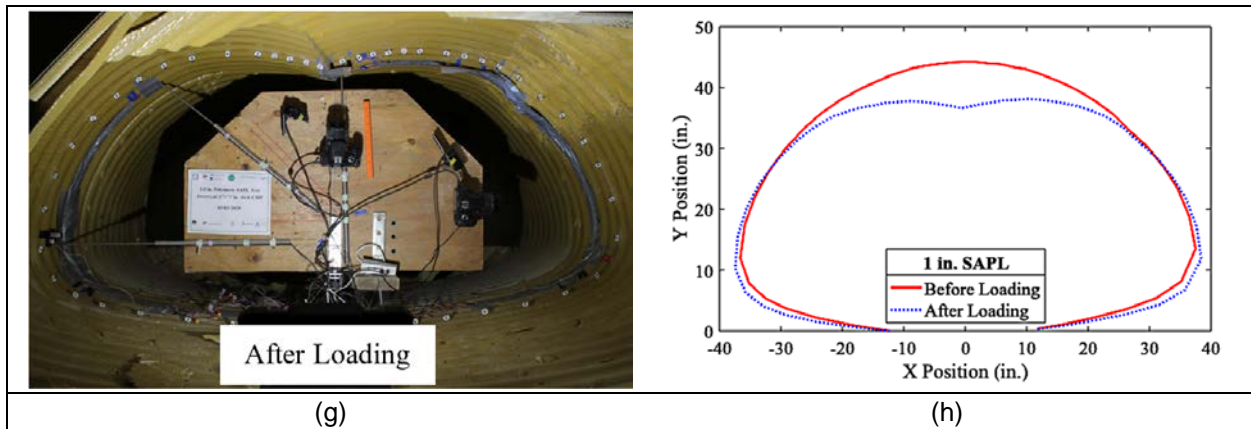 After Loading
(g)
50
40
30
20
10
0
Y Position (in.)
-40 -30 -20 -10 0 10 20 30 40
X Position (in.)
1 in. SAPL
Before Loading
After Loading
(h)